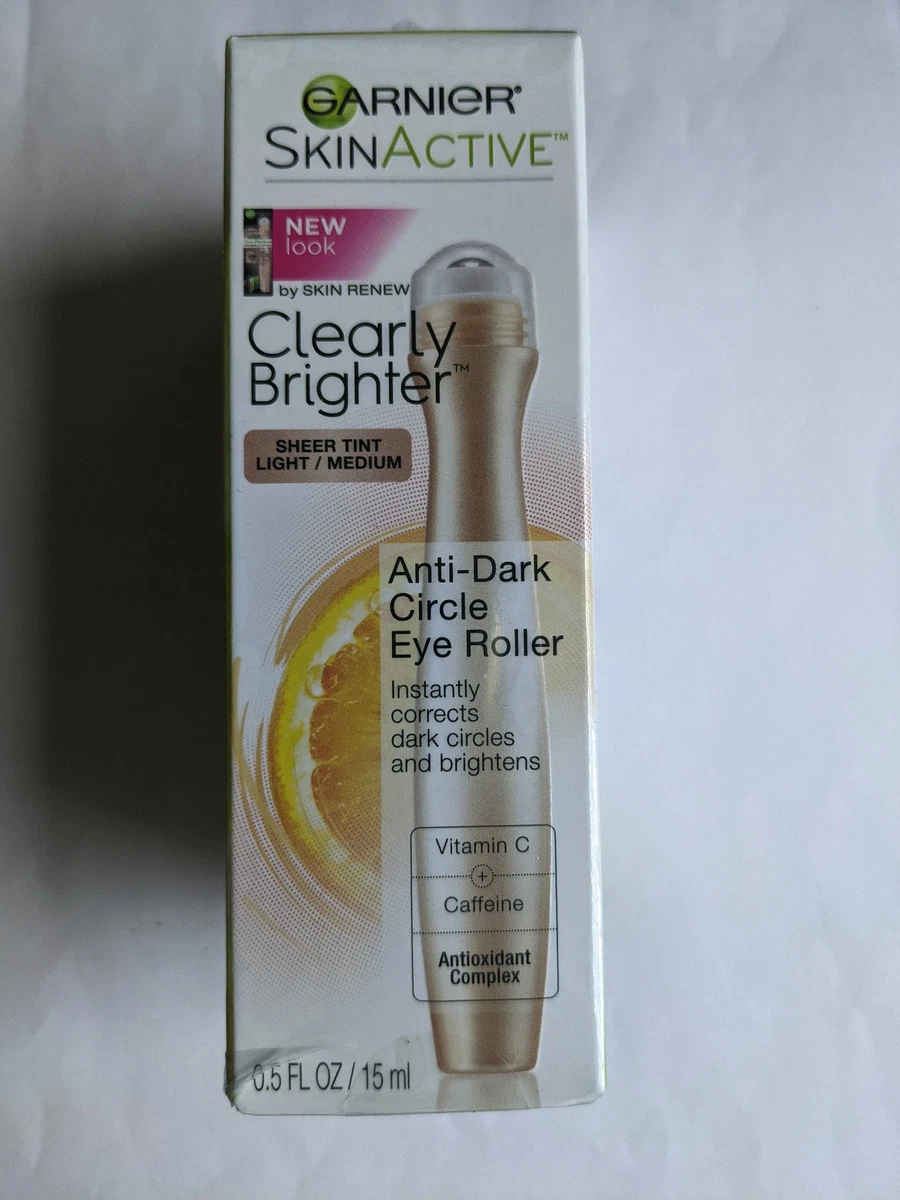 GARNIER®
SKINACTIVE™
NEW
look
by SKIN RENEW
Clearly
Brighter™
SHEER TINT
LIGHT / MEDIUM
Anti-Dark
Circle
Eye Roller
Instantly
corrects
dark circles
and brightens
Vitamin C
+
Caffeine
Antioxidant
Complex
0.5 FL OZ / 15 ml